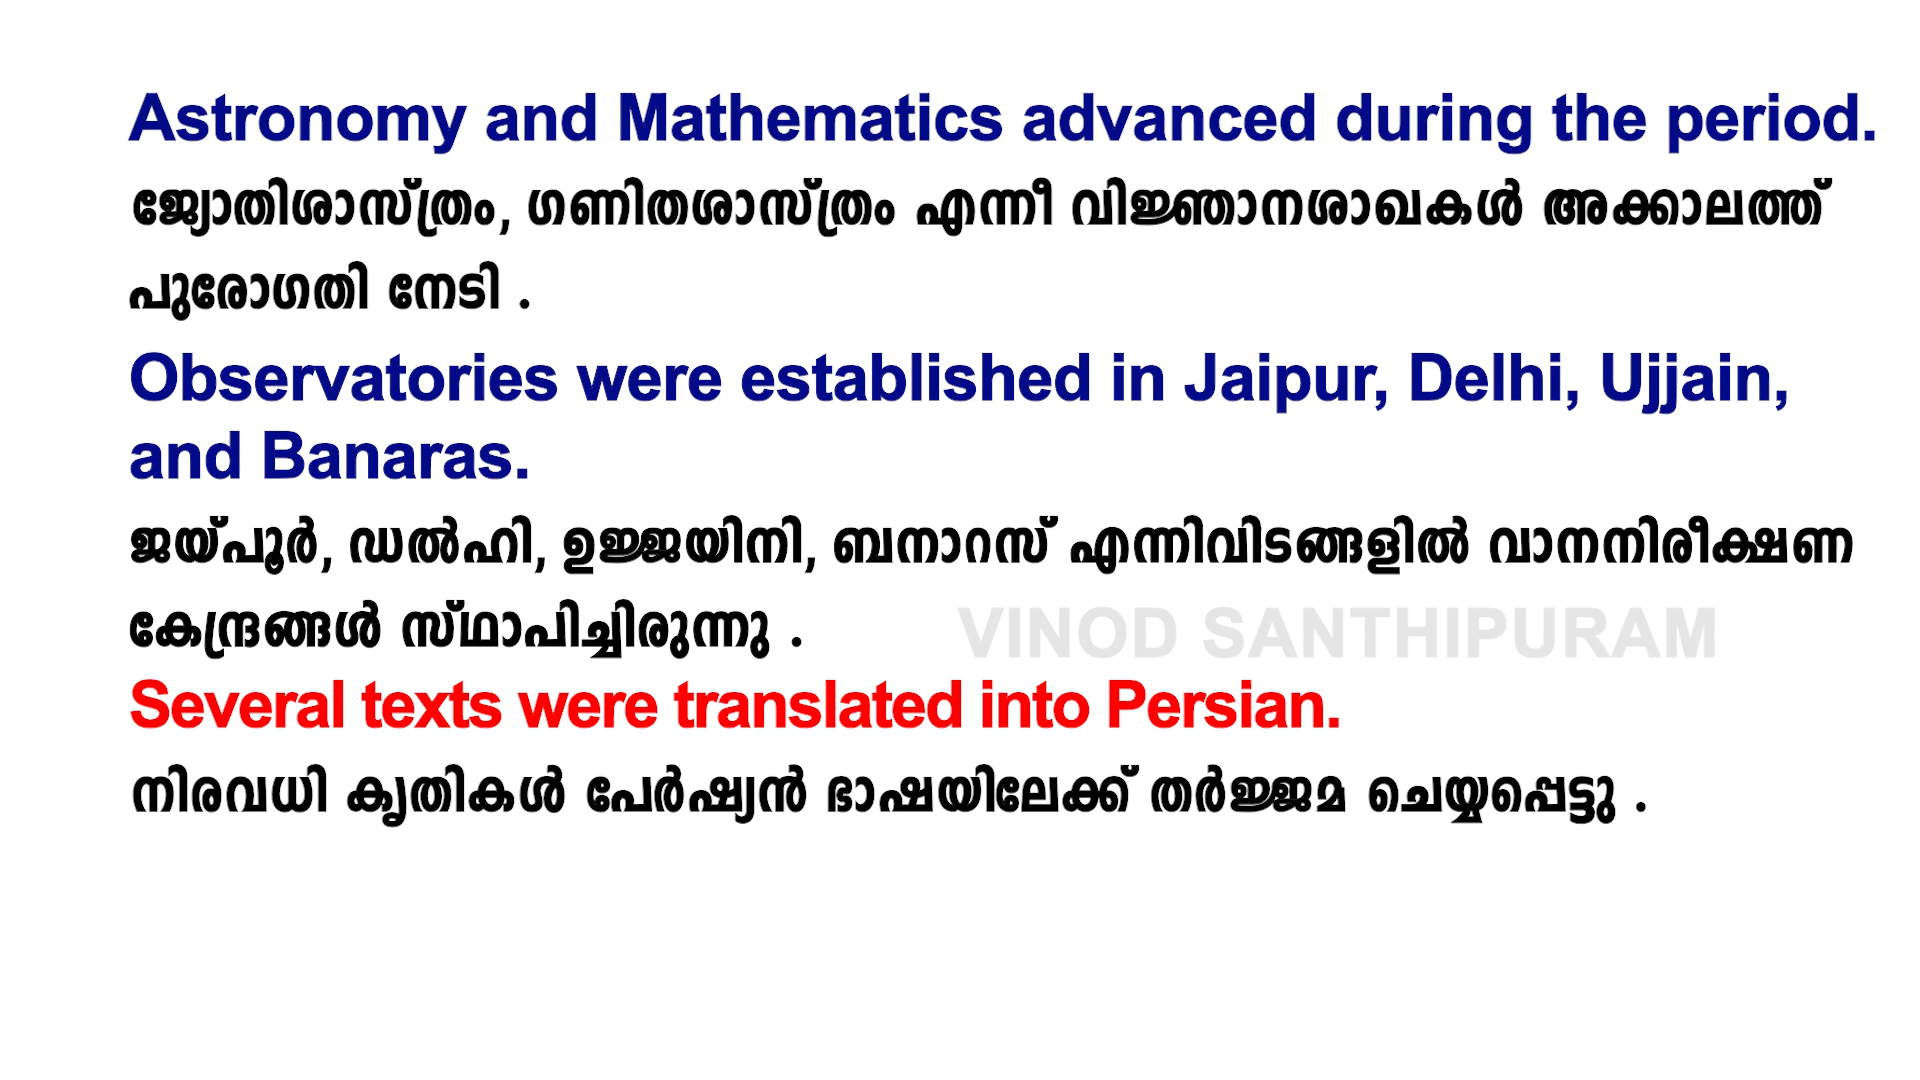 Astronomy and Mathematics advanced during the period.
ജ്യോതിശാസ്ത്രം, ഗണിതശാസ്ത്രം എന്നീ വിജ്ഞാനശാഖകൾ അക്കാലത്ത്
പുരോഗതി നേടി .
Observatories were established in Jaipur, Delhi, Ujjain,
and Banaras.
ജയ്പൂർ, ഡൽഹി, ഉജ്ജയിനി, ബനാറസ് എന്നിവിടങ്ങളിൽ വാനനിരീക്ഷണ
കേന്ദ്രങ്ങൾ സ്ഥാപിച്ചിരുന്നു .
VINOD SANTHIPURAM
Several texts were translated into Persian.
നിരവധി കൃതികൾ പേർഷ്യൻ ഭാഷയിലേക്ക് തർജ്ജമ ചെയ്യപ്പെട്ടു .